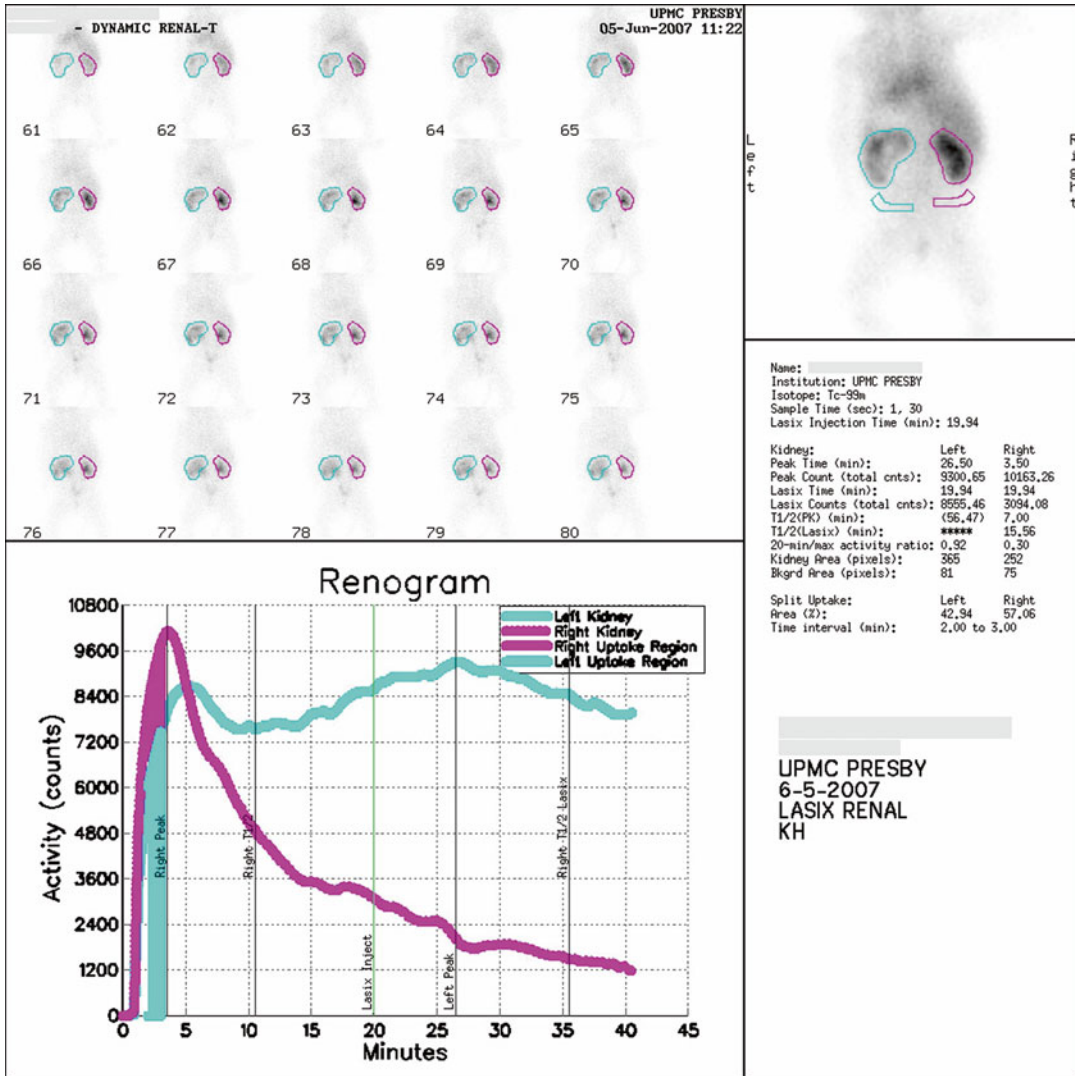 - DYNAMIC RENAL-T
UPMC PRESBY
05-Jun-2007 11:22
61 62 63 64 65
66 67 68 69 70
71 72 73 74 75
76 77 78 79 80
Left
Right
Name:
Institution: UPMC PRESBY
Isotope: Tc-99m
Sample Time (sec): 1, 30
Lasix Injection Time (min): 19.94
Kidney: Left Right
Peak Time (min): 26.50 3.50
Peak Count (total cnts): 9300.65 10163.26
Lasix Time (min): 19.94 19.94
Lasix Counts (total cnts): 8555.46 3094.08
T1/2(PK) (min): (56.47) 7.00
T1/2(Lasix) (min): ***** 15.56
20-min/max activity ratio: 0.92 0.30
Kidney Area (pixels): 365 252
Bkgrd Area (pixels): 81 75
Split Uptake: Left Right
Area (%): 42.94 57.06
Time interval (min): 2.00 to 3.00
UPMC PRESBY
6-5-2007
LASIX RENAL
KH
Renogram
Left Kidney
Right Kidney
Right Uptake Region
Left Uptake Region
Activity (counts)
10800
9600
8400
7200
6000
4800
3600
2400
1200
0
Right Peak
Right T1/2
Lasix Inject
Left Peak
Right T1/2 Lasix
0 5 10 15 20 25 30 35 40 45
Minutes